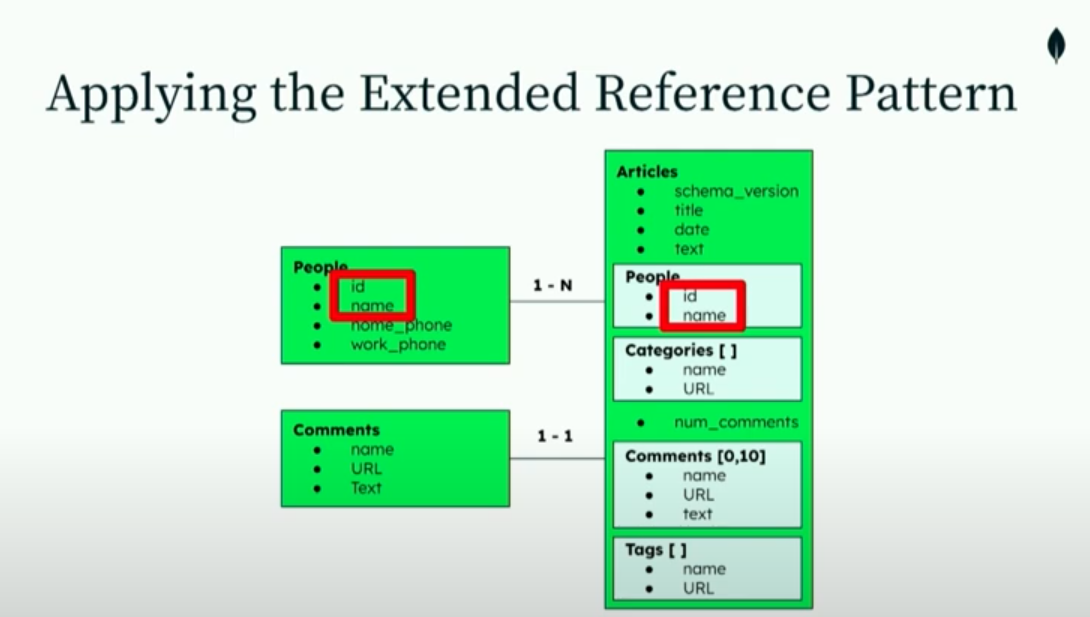 Applying the Extended Reference Pattern
People
id
name
home_phone
work_phone
1 - N
Comments
name
URL
Text
1 - 1
Articles
schema_version
title
date
text
People
id
name
Categories [ ]
name
URL
num_comments
Comments [0,10]
name
URL
text
Tags [ ]
name
URL